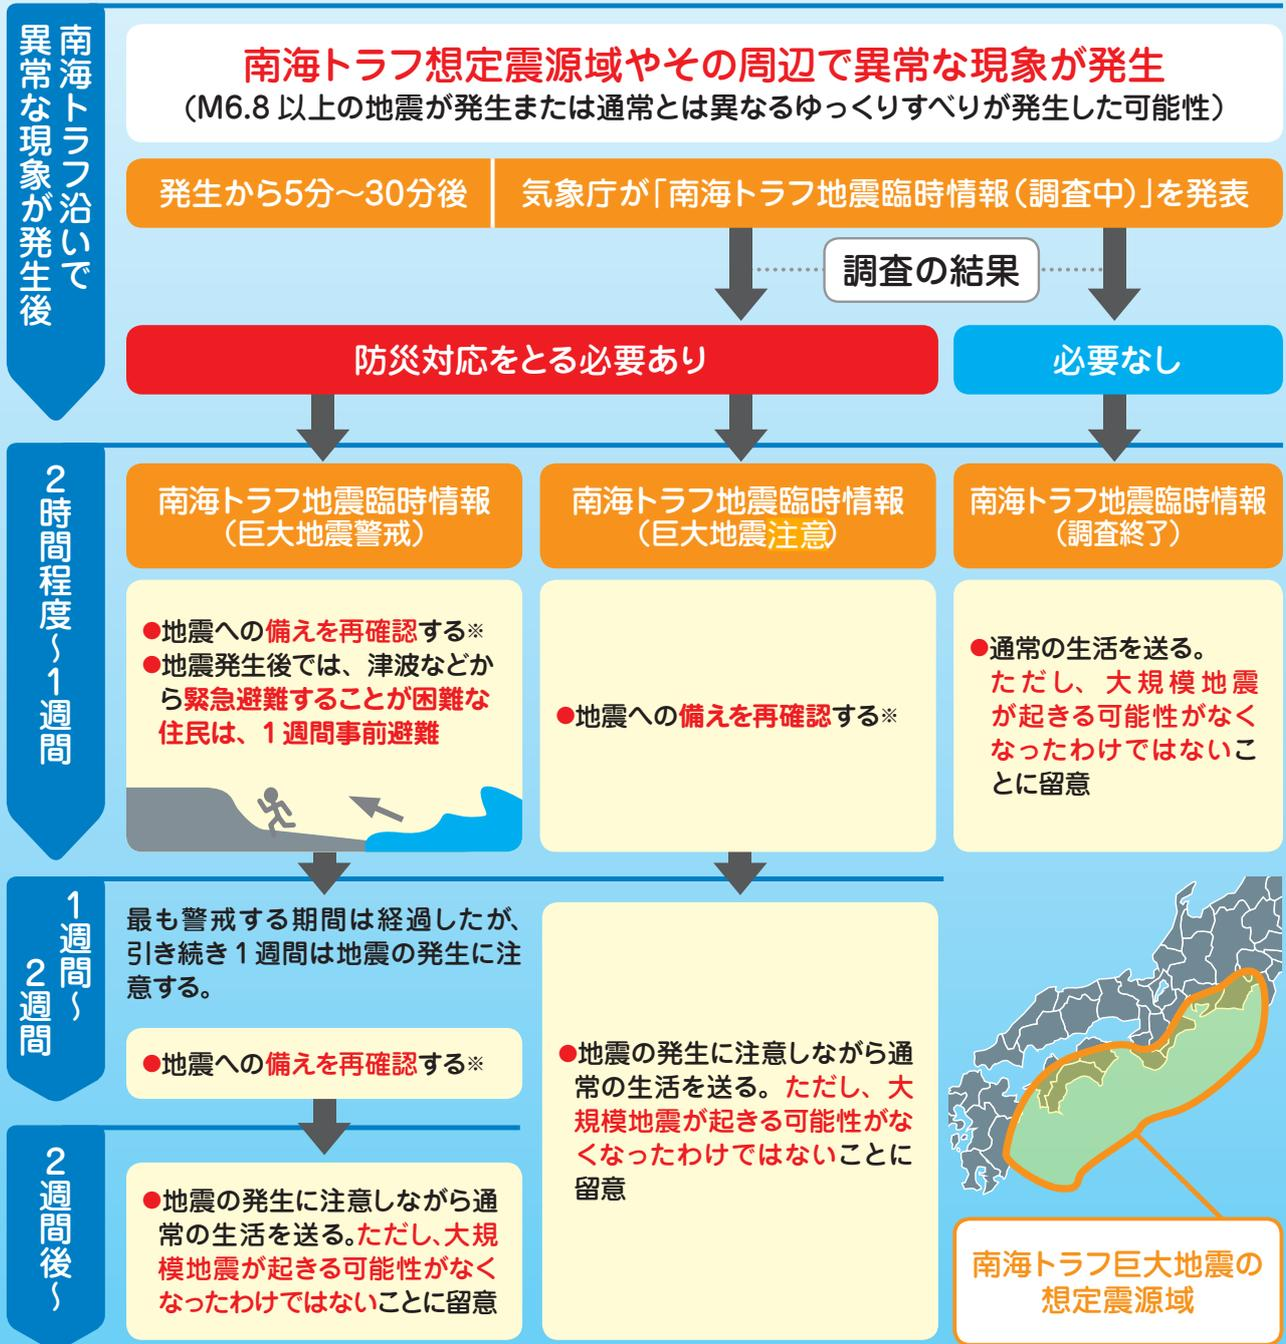 南海トラフ沿いで
異常な現象が発生後
南海トラフ想定震源域やその周辺で異常な現象が発生
（M6.8 以上の地震が発生または通常とは異なるゆっくりすべりが発生した可能性）
発生から5分～30分後
気象庁が「南海トラフ地震臨時情報（調査中）」を発表
調査の結果
防災対応をとる必要あり
必要なし
2時間程度～1週間
南海トラフ地震臨時情報
（巨大地震警戒）
南海トラフ地震臨時情報
（巨大地震注意）
南海トラフ地震臨時情報
（調査終了）
●地震への備えを再確認する※
●地震発生後では、津波などか
ら緊急避難することが困難な
住民は、1 週間事前避難
●地震への備えを再確認する※
●通常の生活を送る。
ただし、大規模地震
が起きる可能性がなく
なったわけではないこ
とに留意
1週間～
2週間
最も警戒する期間は経過したが、
引き続き 1 週間は地震の発生に注
意する。
●地震への備えを再確認する※
●地震の発生に注意しながら通
常の生活を送る。ただし、大
規模地震が起きる可能性がな
くなったわけではないことに
留意
2週間後～
●地震の発生に注意しながら通
常の生活を送る。ただし、大規
模地震が起きる可能性がなく
なったわけではないことに留意
南海トラフ巨大地震の
想定震源域